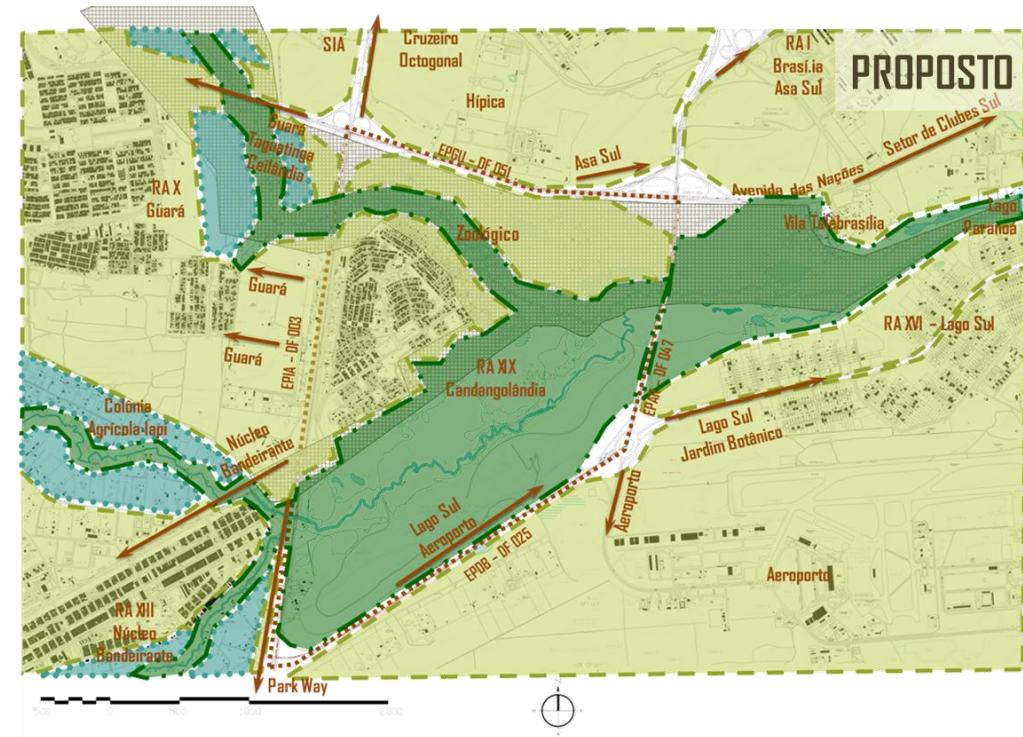 SIA
Cruzeiro
Octogonal
RA I
Brasília
Asa Sul
PROPOSTO
Hípica
Guará
Taguatinga
Ceilândia
EPGU - DF 051
Asa Sul
Avenida das Nações
Setor de Clubes Sul
RA X
Guará
Zoológico
Vila Telebrasília
Lago
Paranoá
Guará
Guará
EPIA - DF 003
RA XVI - Lago Sul
RA XIX
Candangolândia
DF 047
Colônia
Agrícola Iapi
Núcleo
Bandeirante
Lago Sul
Jardim Botânico
Lago Sul
Aeroporto
Aeroporto
EPDB - DF 025
Aeroporto
RA XIII
Núcleo
Bandeirante
Park Way
500 0 500 1000 2000